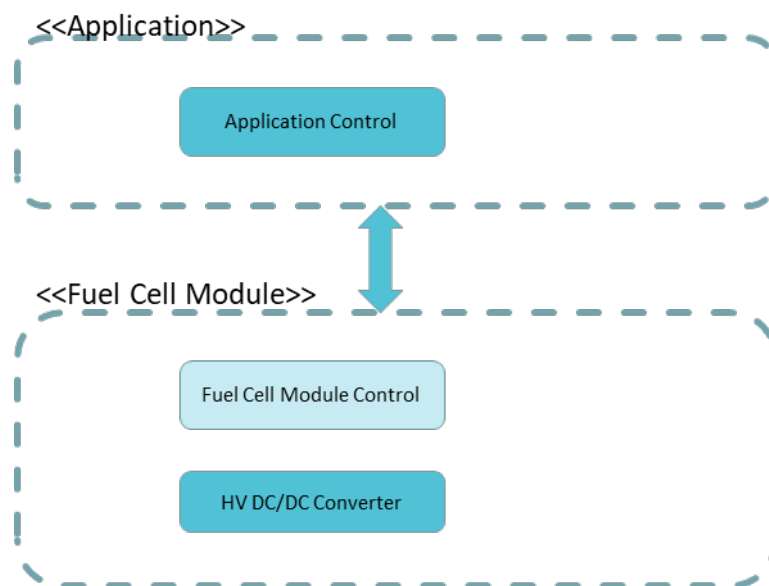 <<Application>>
Application Control
<<Fuel Cell Module>>
Fuel Cell Module Control
HV DC/DC Converter